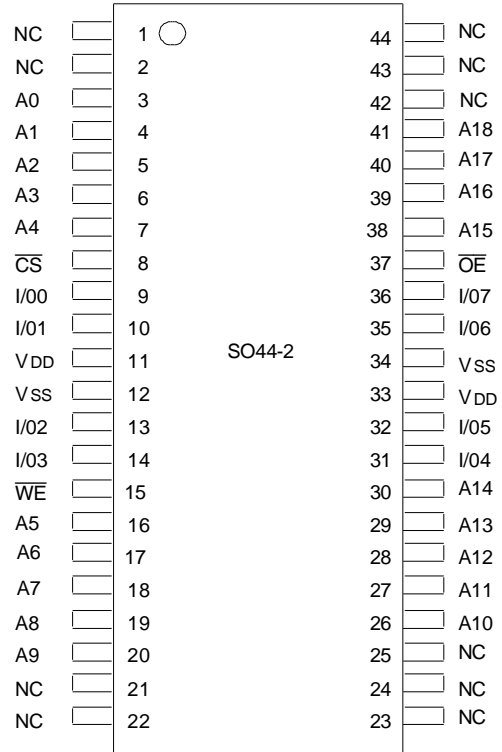 NC 1 44 NC
NC 2 43 NC
A0 3 42 NC
A1 4 41 A18
A2 5 40 A17
A3 6 39 A16
A4 7 38 A15
C̅S̅ 8 37 O̅E̅
I/00 9 36 I/07
I/01 10 35 I/06
VDD 11 SO44-2 34 VSS
VSS 12 33 VDD
I/02 13 32 I/05
I/03 14 31 I/04
W̅E̅ 15 30 A14
A5 16 29 A13
A6 17 28 A12
A7 18 27 A11
A8 19 26 A10
A9 20 25 NC
NC 21 24 NC
NC 22 23 NC